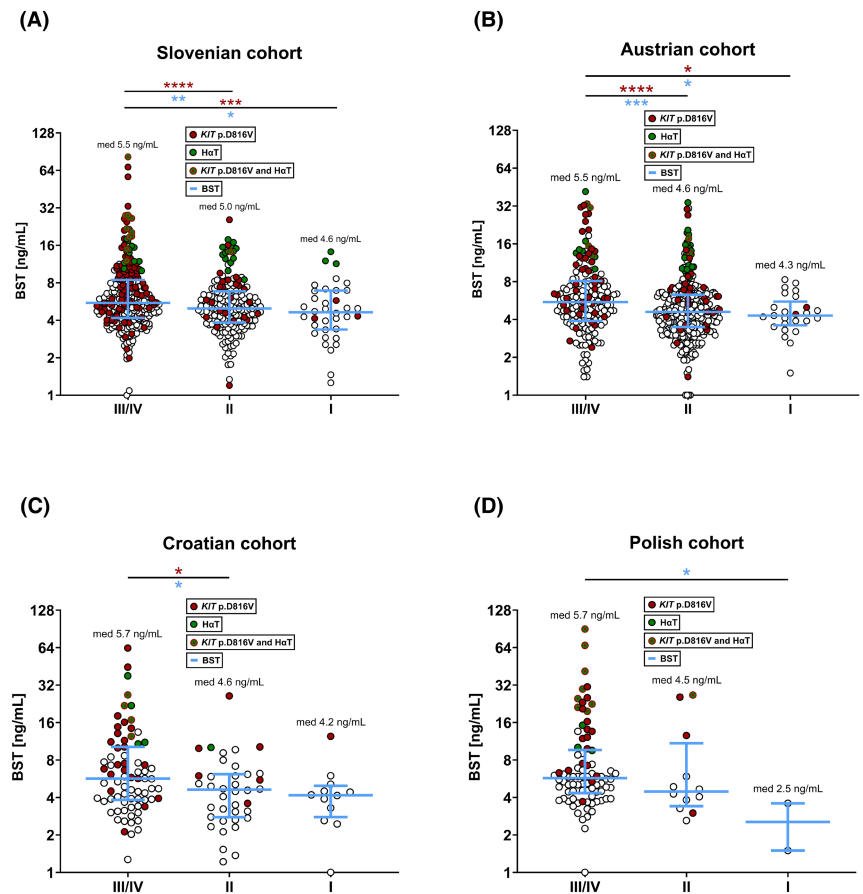 (A)
Slovenian cohort
****
**
***
*
KIT p.D816V
HαT
KIT p.D816V and HαT
BST
med 5.5 ng/mL
med 5.0 ng/mL
med 4.6 ng/mL
BST [ng/mL]
128
64
32
16
8
4
2
1
III/IV
II
I
(B)
Austrian cohort
*
*
****
***
KIT p.D816V
HαT
KIT p.D816V and HαT
BST
med 5.5 ng/mL
med 4.6 ng/mL
med 4.3 ng/mL
BST [ng/mL]
128
64
32
16
8
4
2
1
III/IV
II
I
(C)
Croatian cohort
*
*
KIT p.D816V
HαT
KIT p.D816V and HαT
BST
med 5.7 ng/mL
med 4.6 ng/mL
med 4.2 ng/mL
BST [ng/mL]
128
64
32
16
8
4
2
1
III/IV
II
I
(D)
Polish cohort
*
KIT p.D816V
HαT
KIT p.D816V and HαT
BST
med 5.7 ng/mL
med 4.5 ng/mL
med 2.5 ng/mL
BST [ng/mL]
128
64
32
16
8
4
2
1
III/IV
II
I